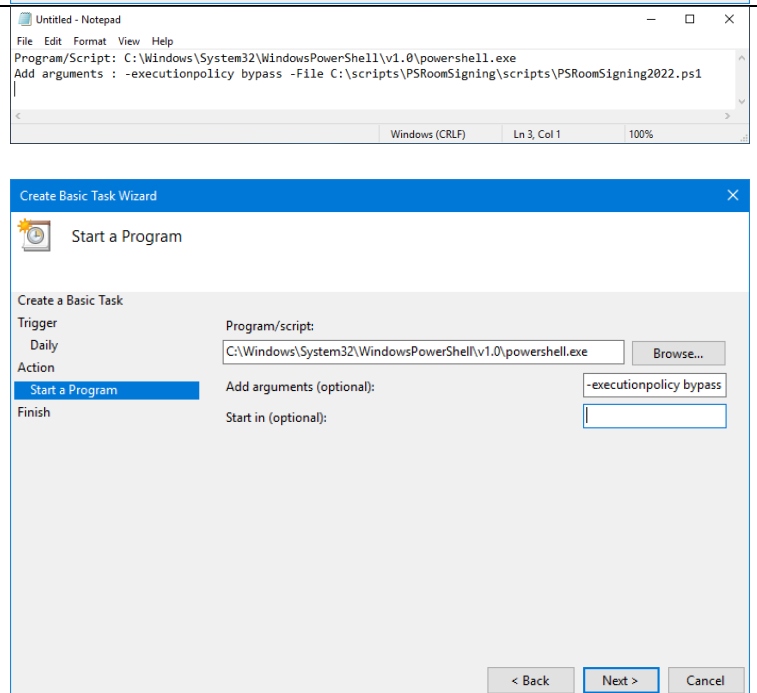 Untitled - Notepad
File Edit Format View Help
Program/Script: C:\Windows\System32\WindowsPowerShell\v1.0\powershell.exe
Add arguments : -executionpolicy bypass -File C:\scripts\PSRoomSigning\scripts\PSRoomSigning2022.ps1
Windows (CRLF) Ln 3, Col 1 100%
Create Basic Task Wizard
Start a Program
Create a Basic Task
Trigger
Daily
Action
Start a Program
Finish
Program/script:
C:\Windows\System32\WindowsPowerShell\v1.0\powershell.exe Browse...
Add arguments (optional): -executionpolicy bypass
Start in (optional):
< Back Next > Cancel